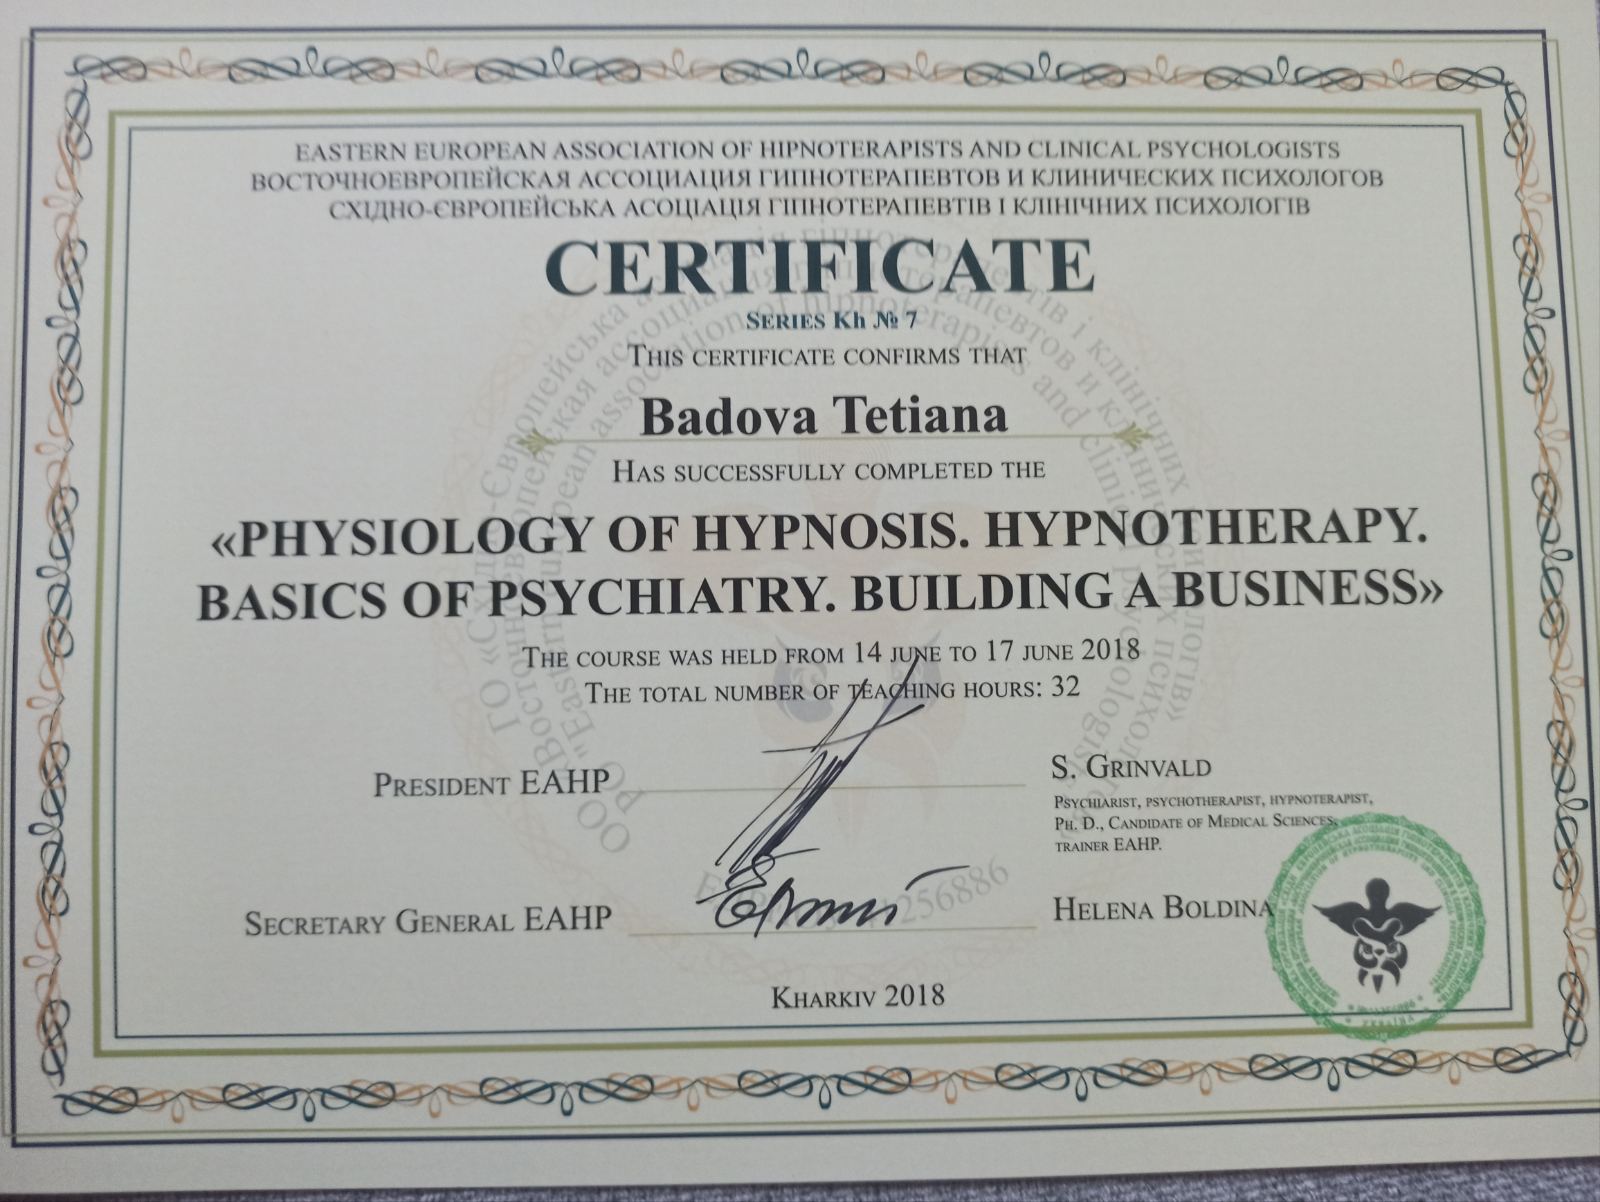 EASTERN EUROPEAN ASSOCIATION OF HIPNOTERAPISTS AND CLINICAL PSYCHOLOGISTS
ВОСТОЧНОЕВРОПЕЙСКАЯ АССОЦИАЦИЯ ГИПНОТЕРАПЕВТОВ И КЛИНИЧЕСКИХ ПСИХОЛОГОВ
СХІДНО-ЄВРОПЕЙСЬКА АСОЦІАЦІЯ ГІПНОТЕРАПЕВТІВ І КЛІНІЧНИХ ПСИХОЛОГІВ
CERTIFICATE
SERIES Kh № 7
THIS CERTIFICATE CONFIRMS THAT
Badova Tetiana
HAS SUCCESSFULLY COMPLETED THE
«PHYSIOLOGY OF HYPNOSIS. HYPNOTHERAPY.
BASICS OF PSYCHIATRY. BUILDING A BUSINESS»
THE COURSE WAS HELD FROM 14 JUNE TO 17 JUNE 2018
THE TOTAL NUMBER OF TEACHING HOURS: 32
PRESIDENT EAHP
S. GRINVALD
PSYCHIARIST, PSYCHOTHERAPIST, HYPNOTERAPIST,
PH. D., CANDIDATE OF MEDICAL SCIENCES,
TRAINER EAHP.
SECRETARY GENERAL EAHP
HELENA BOLDINA
KHARKIV 2018